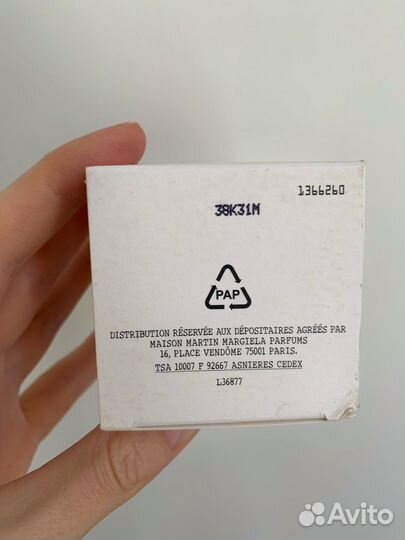 1366260
38K31M
PAP
DISTRIBUTION RÉSERVÉE AUX DÉPOSITAIRES AGRÉÉS PAR
MAISON MARTIN MARGIELA PARFUMS
16, PLACE VENDÔME 75001 PARIS.
TSA 10007 F 92667 ASNIERES CEDEX
L36877
Avito